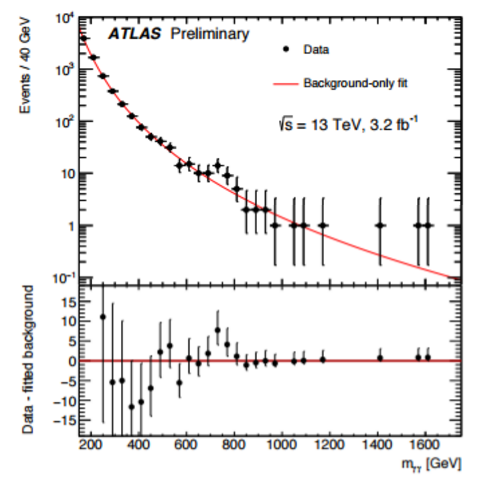 10⁴
ATLAS Preliminary
Events / 40 GeV
Data
10³
Background-only fit
10²
√s = 13 TeV, 3.2 fb⁻¹
10
1
10⁻¹
Data - fitted background
15
10
5
0
−5
−10
−15
200 400 600 800 1000 1200 1400 1600
mγγ [GeV]